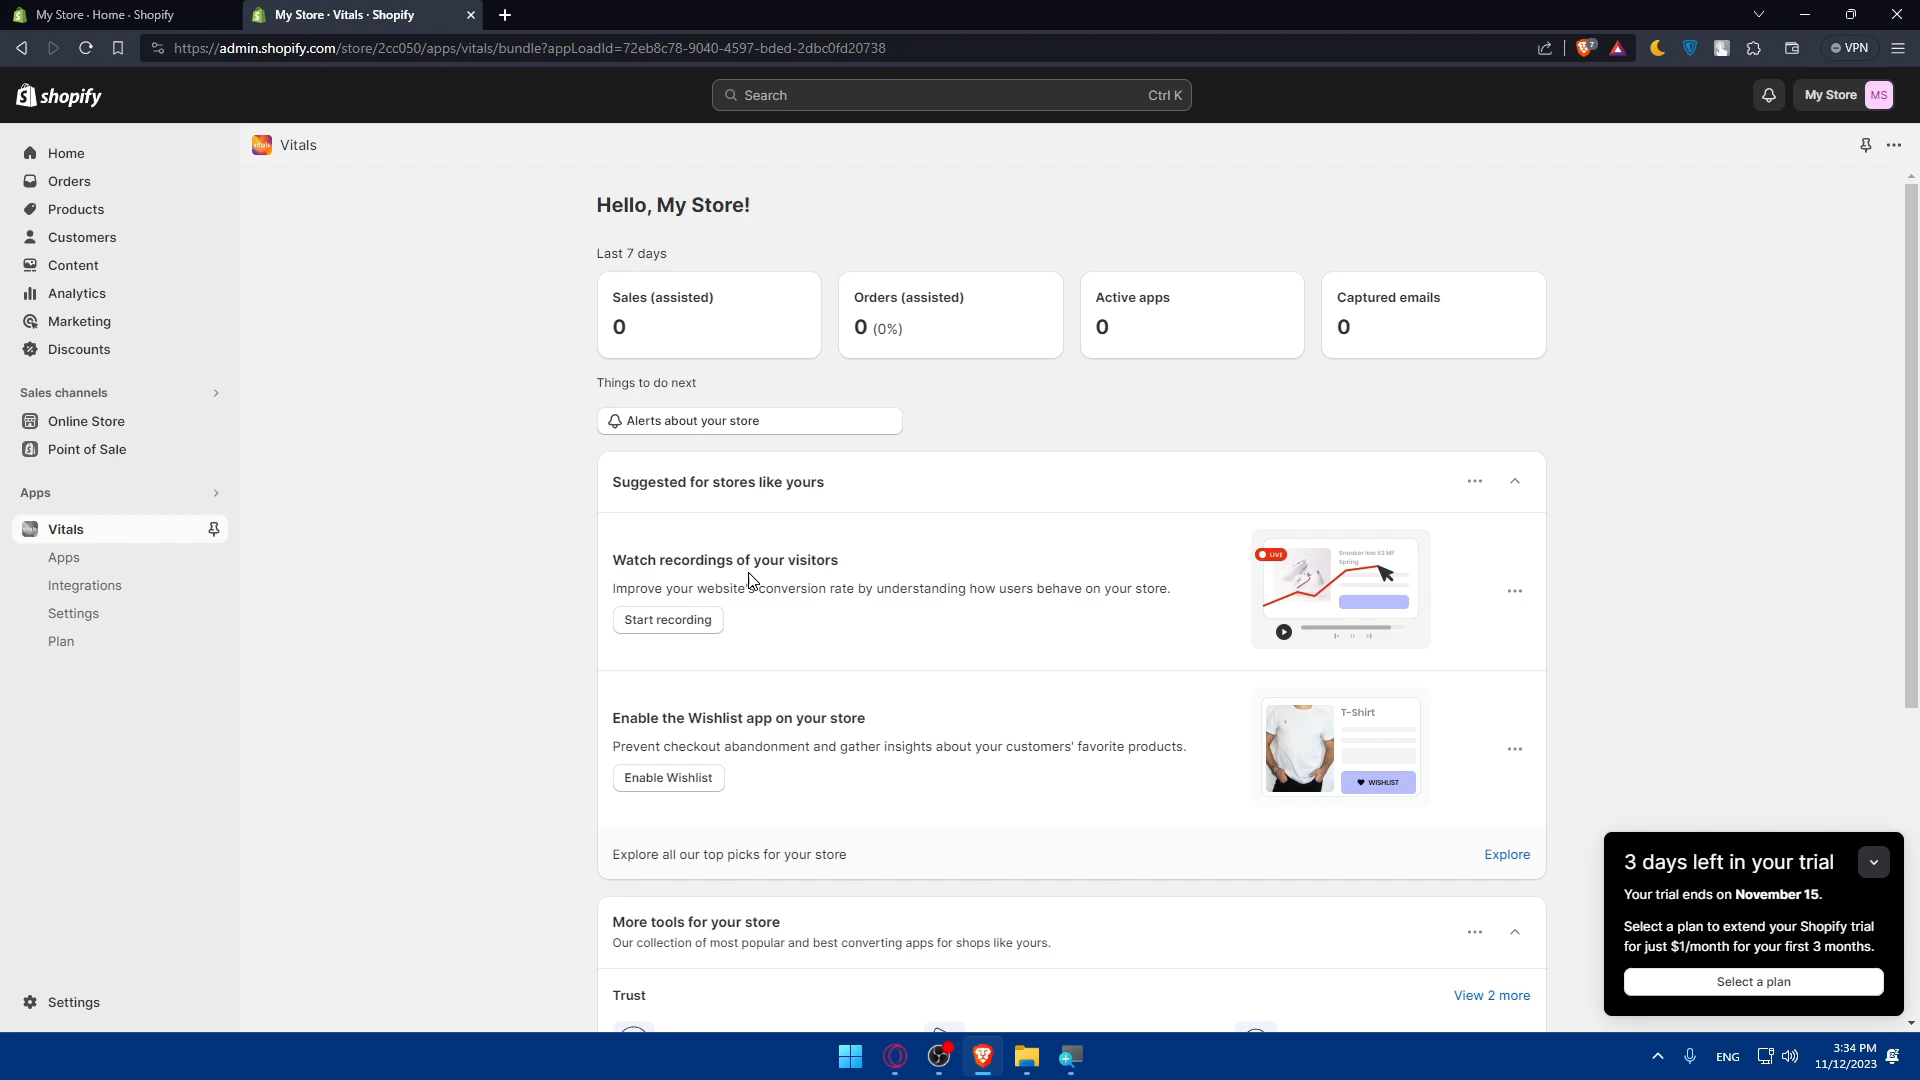 My Store · Home · Shopify
My Store · Vitals · Shopify
https://admin.shopify.com/store/2cc050/apps/vitals/bundle?appLoadId=72eb8c78-9040-4597-bded-2dbc0fd20738
7
VPN
shopify
Search
Ctrl K
My Store
MS
Home
Orders
Products
Customers
Content
Analytics
Marketing
Discounts
Sales channels
Online Store
Point of Sale
Apps
Vitals
Apps
Integrations
Settings
Plan
Settings
vitals
Vitals
Hello, My Store!
Last 7 days
Sales (assisted)
0
Orders (assisted)
0 (0%)
Active apps
0
Captured emails
0
Things to do next
Alerts about your store
Suggested for stores like yours
Watch recordings of your visitors
Improve your website's conversion rate by understanding how users behave on your store.
Start recording
LIVE
Sneaker low X3 MF
Spring
Enable the Wishlist app on your store
Prevent checkout abandonment and gather insights about your customers' favorite products.
Enable Wishlist
T-Shirt
WISHLIST
Explore all our top picks for your store
Explore
More tools for your store
Our collection of most popular and best converting apps for shops like yours.
Trust
View 2 more
3 days left in your trial
Your trial ends on November 15.
Select a plan to extend your Shopify trial
for just $1/month for your first 3 months.
Select a plan
ENG
3:34 PM
11/12/2023